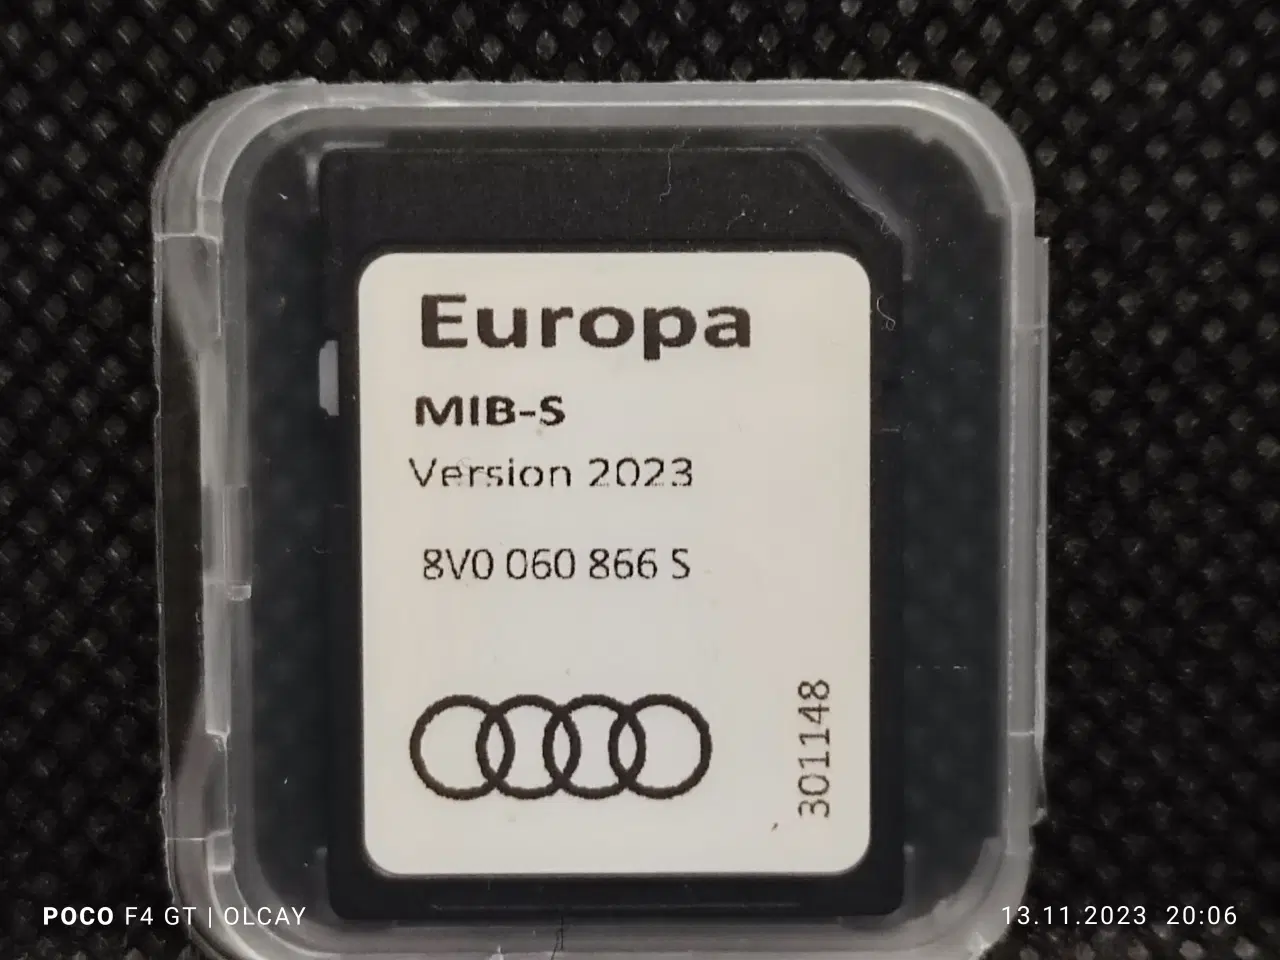 Europa
MIB-S
Version 2023
8V0 060 866 S
301148
POCO F4 GT | OLCAY
13.11.2023 20:06